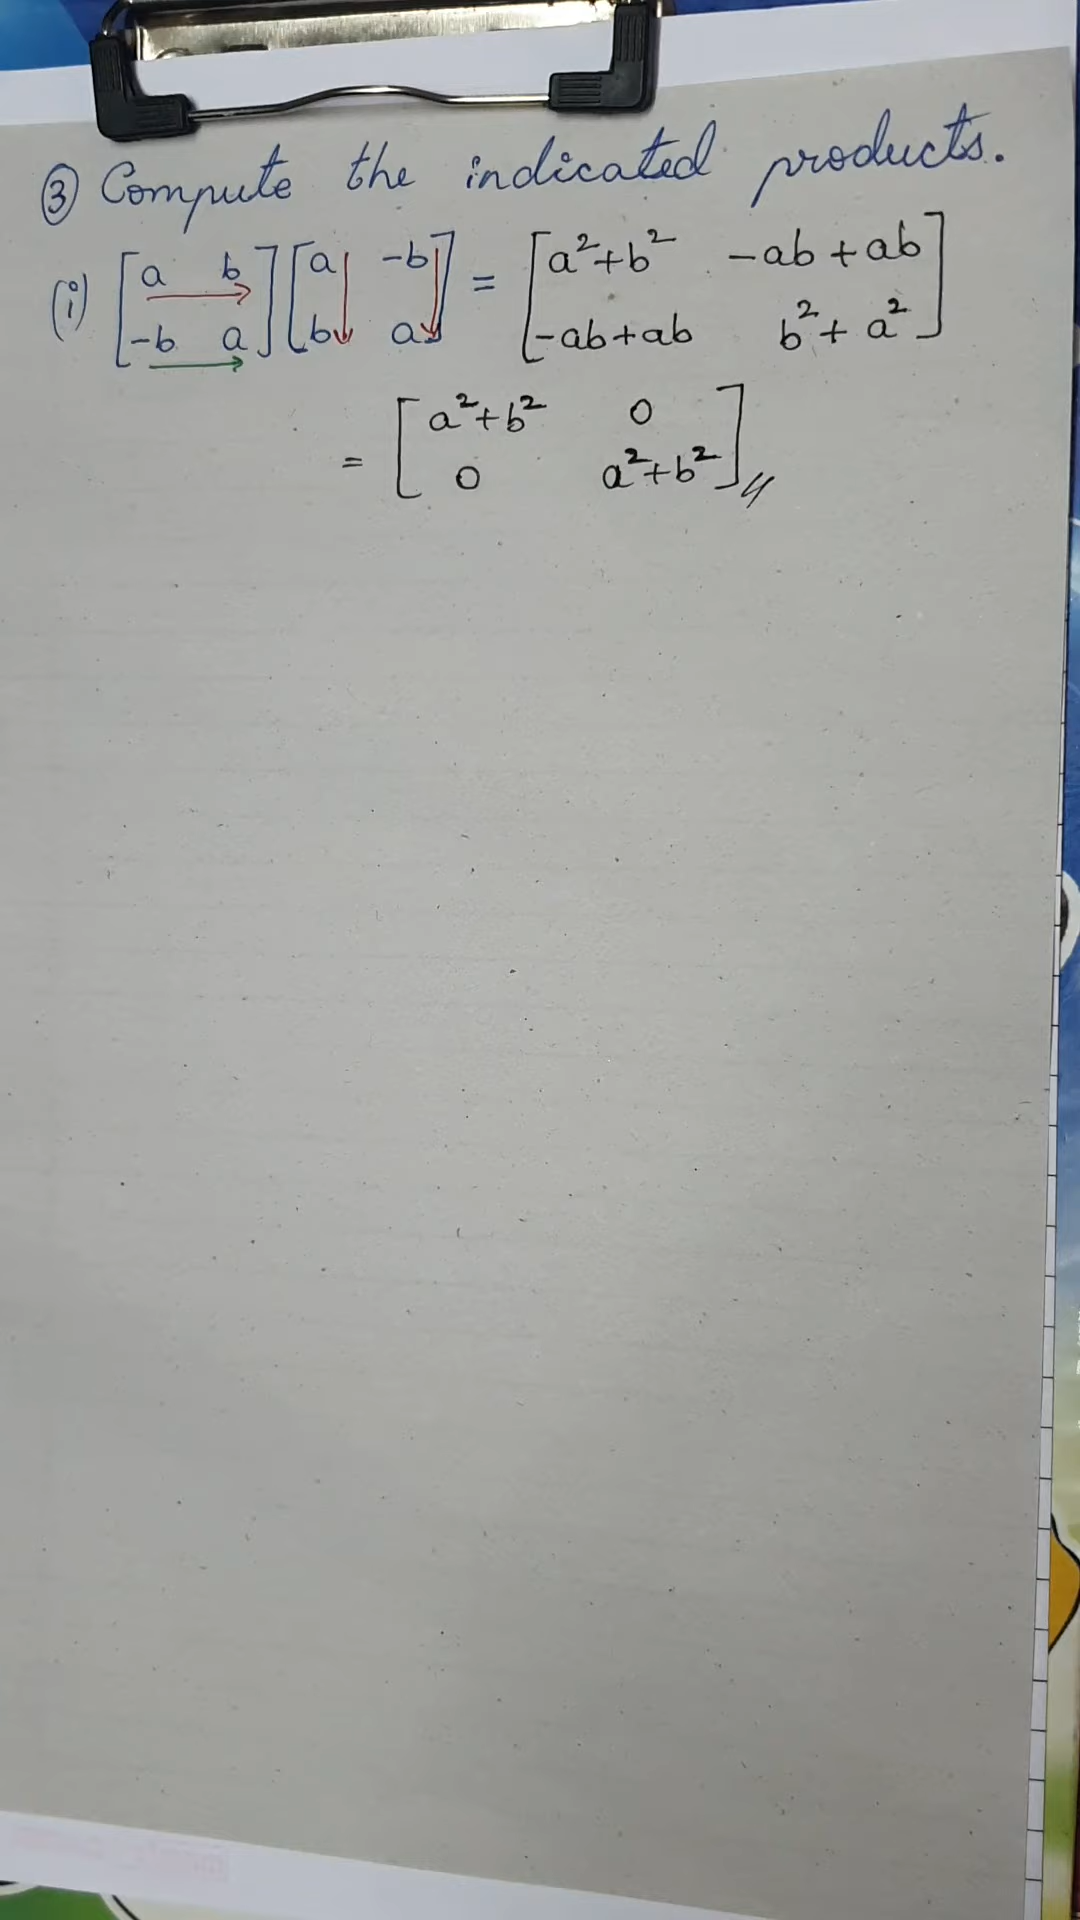 ③ Compute the indicated products.
(i) [a b; -b a] [a -b; b a] = [a²+b² -ab+ab; -ab+ab b²+a²]
= [a²+b² 0; 0 a²+b²]